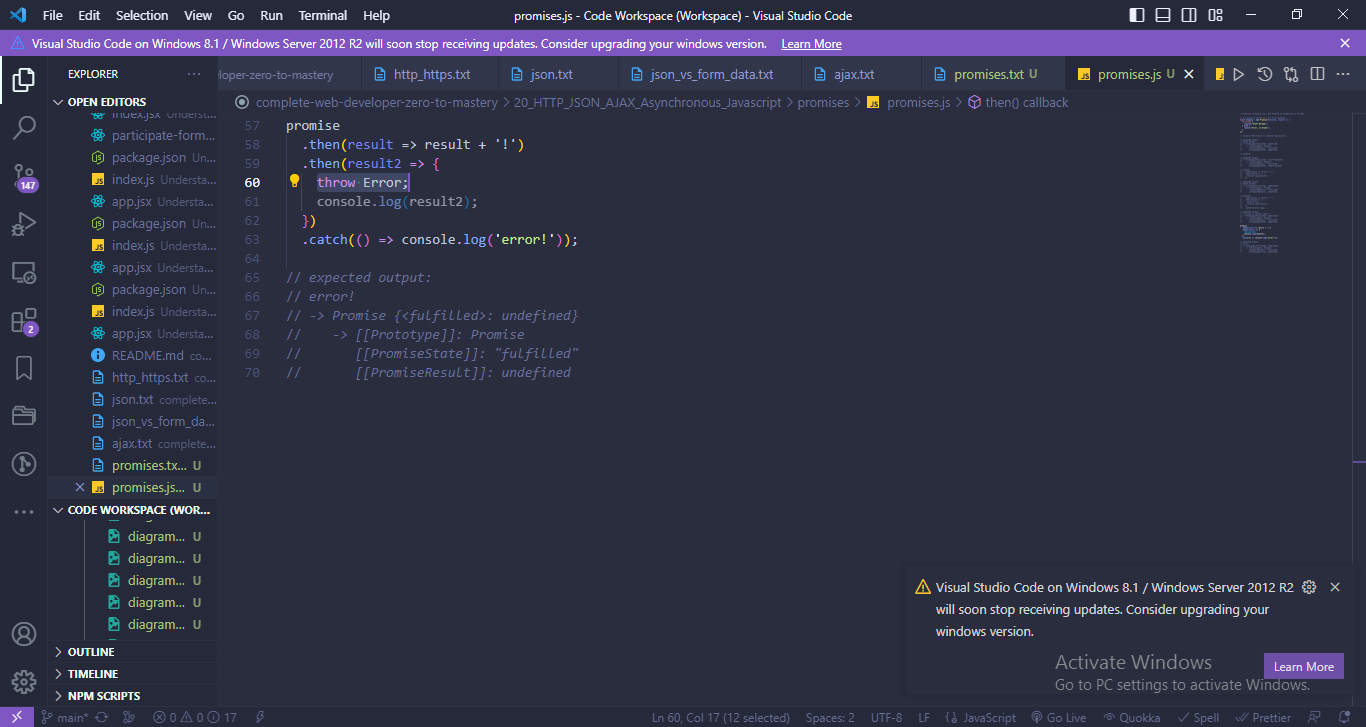 File Edit Selection View Go Run Terminal Help
promises.js - Code Workspace (Workspace) - Visual Studio Code
Visual Studio Code on Windows 8.1 / Windows Server 2012 R2 will soon stop receiving updates. Consider upgrading your windows version. Learn More
EXPLORER
eloper-zero-to-mastery http_https.txt json.txt json_vs_form_data.txt ajax.txt promises.txt U promises.js U
complete-web-developer-zero-to-mastery > 20_HTTP_JSON_AJAX_Asynchronous_Javascript > promises > promises.js > then() callback
OPEN EDITORS
index.jsx Understa...
participate-form...
package.json Un...
index.js Understa...
app.jsx Understa...
package.json Un...
index.js Understa...
app.jsx Understa...
package.json Un...
index.js Understa...
app.jsx Understa...
README.md co...
http_https.txt co...
json.txt complete...
json_vs_form_da...
ajax.txt complete...
promises.tx... U
promises.js... U
CODE WORKSPACE (WOR...
diagram... U
diagram... U
diagram... U
diagram... U
diagram... U
OUTLINE
TIMELINE
NPM SCRIPTS
147
2
57 promise
58 .then(result => result + '!')
59 .then(result2 => {
60 throw Error;
61 console.log(result2);
62 })
63 .catch(() => console.log('error!'));
64
65 // expected output:
66 // error!
67 // -> Promise {<fulfilled>: undefined}
68 // -> [[Prototype]]: Promise
69 // [[PromiseState]]: "fulfilled"
70 // [[PromiseResult]]: undefined
Visual Studio Code on Windows 8.1 / Windows Server 2012 R2
will soon stop receiving updates. Consider upgrading your
windows version.
Learn More
Activate Windows
Go to PC settings to activate Windows.
main* 0 0 17 Ln 60, Col 17 (12 selected) Spaces: 2 UTF-8 LF JavaScript Go Live Quokka Spell Prettier